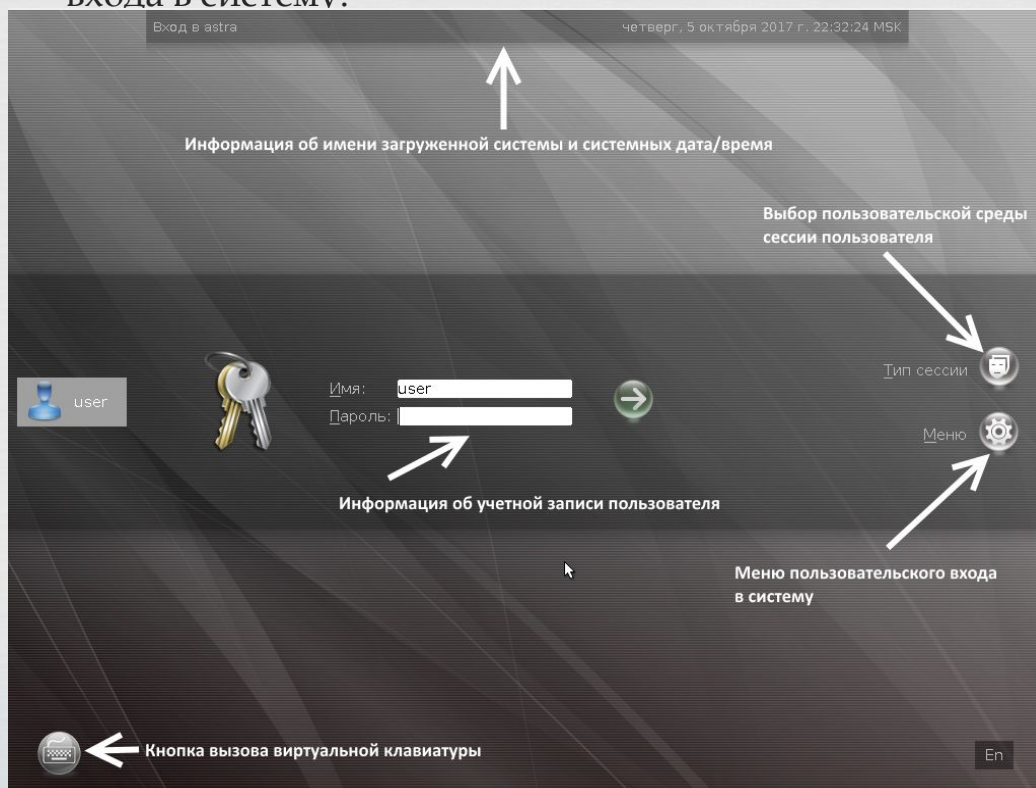 входа в систему.
Вход в astra
четверг, 5 октября 2017 г. 22:32:24 MSK
Информация об имени загруженной системы и системных дата/время
Выбор пользовательской среды
сессии пользователя
Тип сессии
user
Имя: user
Пароль:
Меню
Информация об учетной записи пользователя
Меню пользовательского входа
в систему
Кнопка вызова виртуальной клавиатуры
En